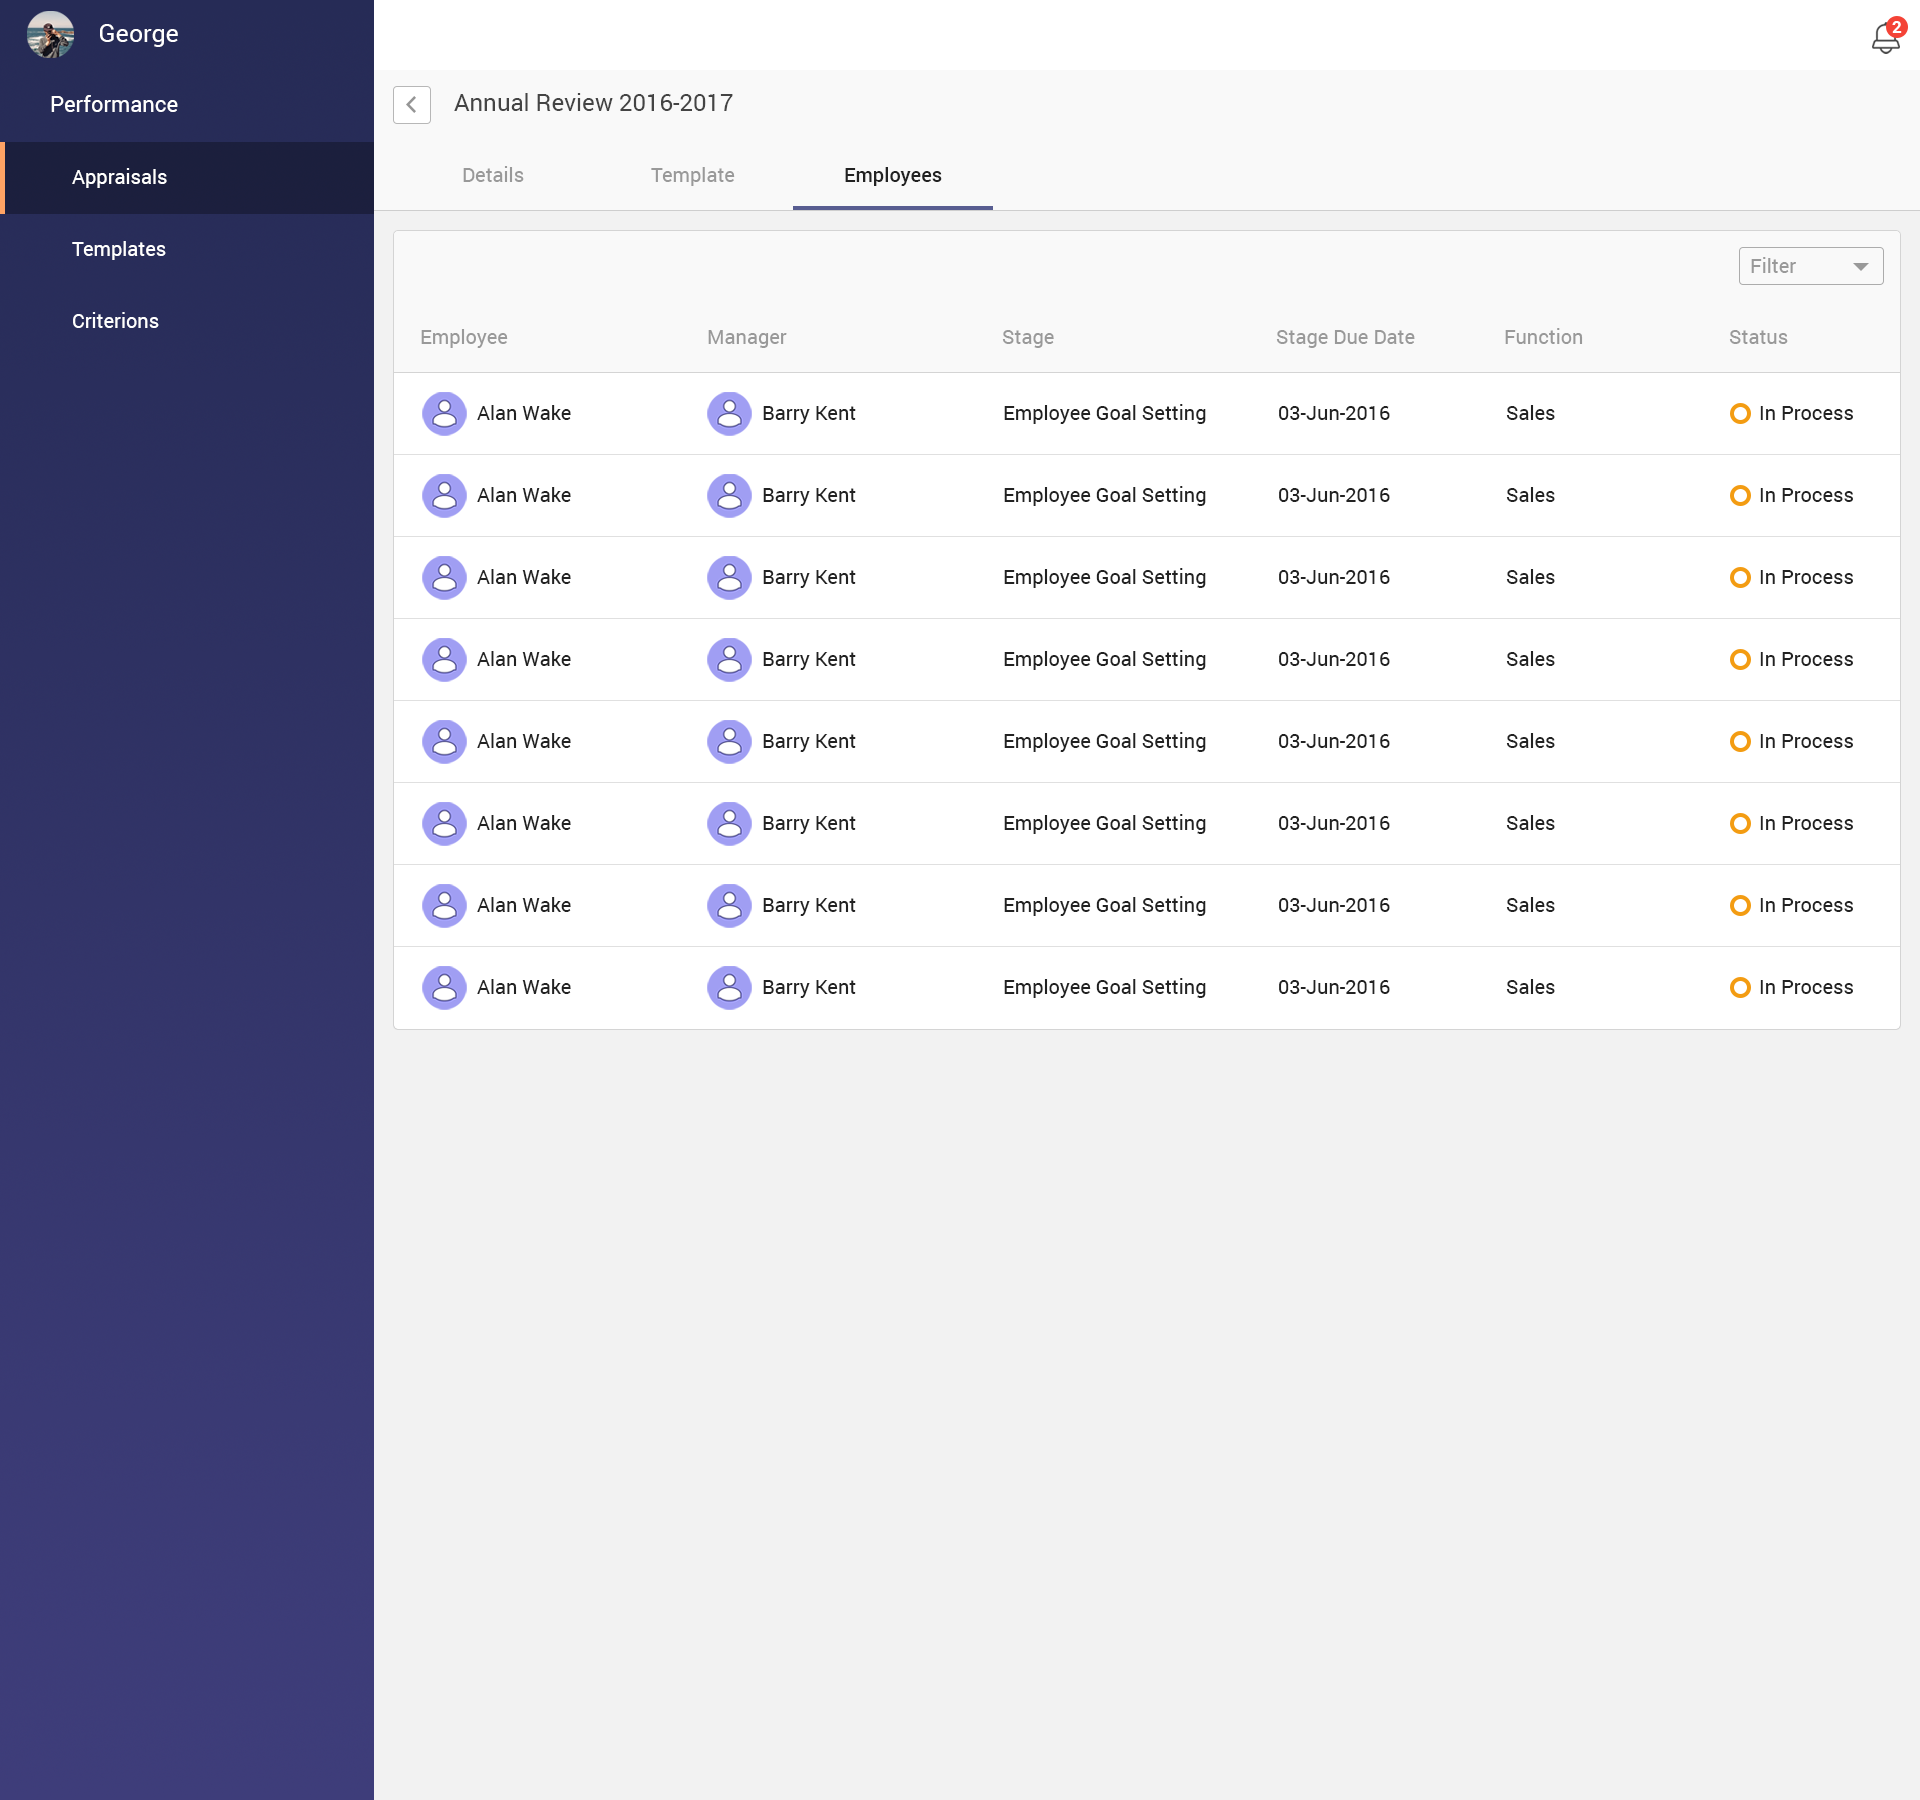 George
2
Performance
Annual Review 2016-2017
Appraisals
Details Template Employees
Templates
Filter
Criterions
Employee Manager Stage Stage Due Date Function Status
Alan Wake Barry Kent Employee Goal Setting 03-Jun-2016 Sales In Process
Alan Wake Barry Kent Employee Goal Setting 03-Jun-2016 Sales In Process
Alan Wake Barry Kent Employee Goal Setting 03-Jun-2016 Sales In Process
Alan Wake Barry Kent Employee Goal Setting 03-Jun-2016 Sales In Process
Alan Wake Barry Kent Employee Goal Setting 03-Jun-2016 Sales In Process
Alan Wake Barry Kent Employee Goal Setting 03-Jun-2016 Sales In Process
Alan Wake Barry Kent Employee Goal Setting 03-Jun-2016 Sales In Process
Alan Wake Barry Kent Employee Goal Setting 03-Jun-2016 Sales In Process